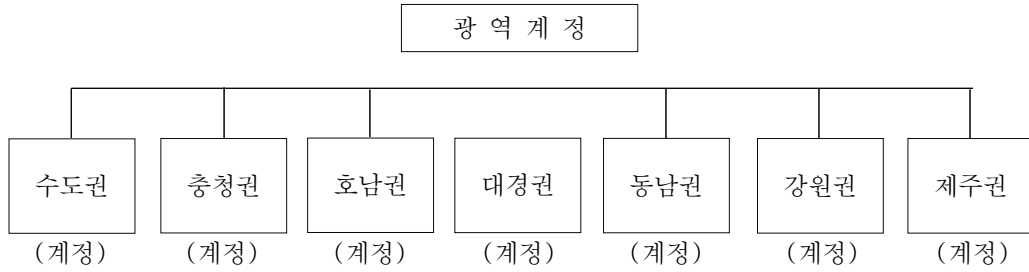 광 역 계 정
수도권 충청권 호남권 대경권 동남권 강원권 제주권
(계정) (계정) (계정) (계정) (계정) (계정) (계정)